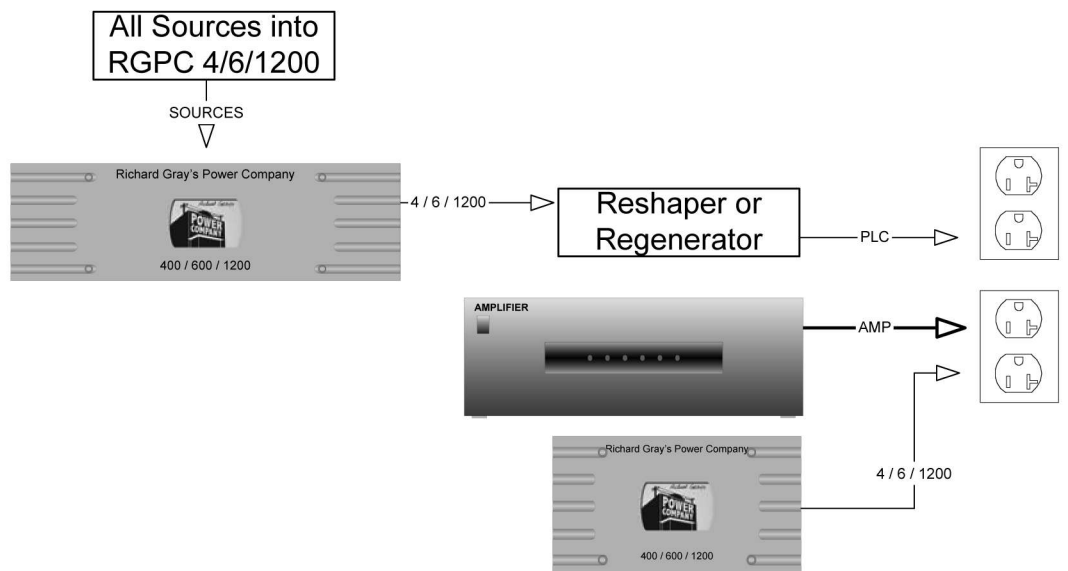 All Sources into
RGPC 4/6/1200
SOURCES
Richard Gray's Power Company
POWER
COMPANY
400 / 600 / 1200
4 / 6 / 1200
Reshaper or
Regenerator
PLC
AMPLIFIER
AMP
Richard Gray's Power Company
POWER
COMPANY
400 / 600 / 1200
4 / 6 / 1200